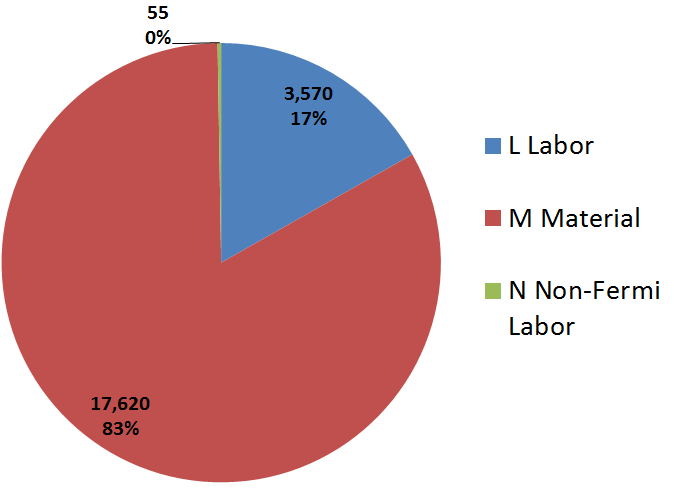 55
0%
3,570
17%
17,620
83%
L Labor
M Material
N Non-Fermi
Labor